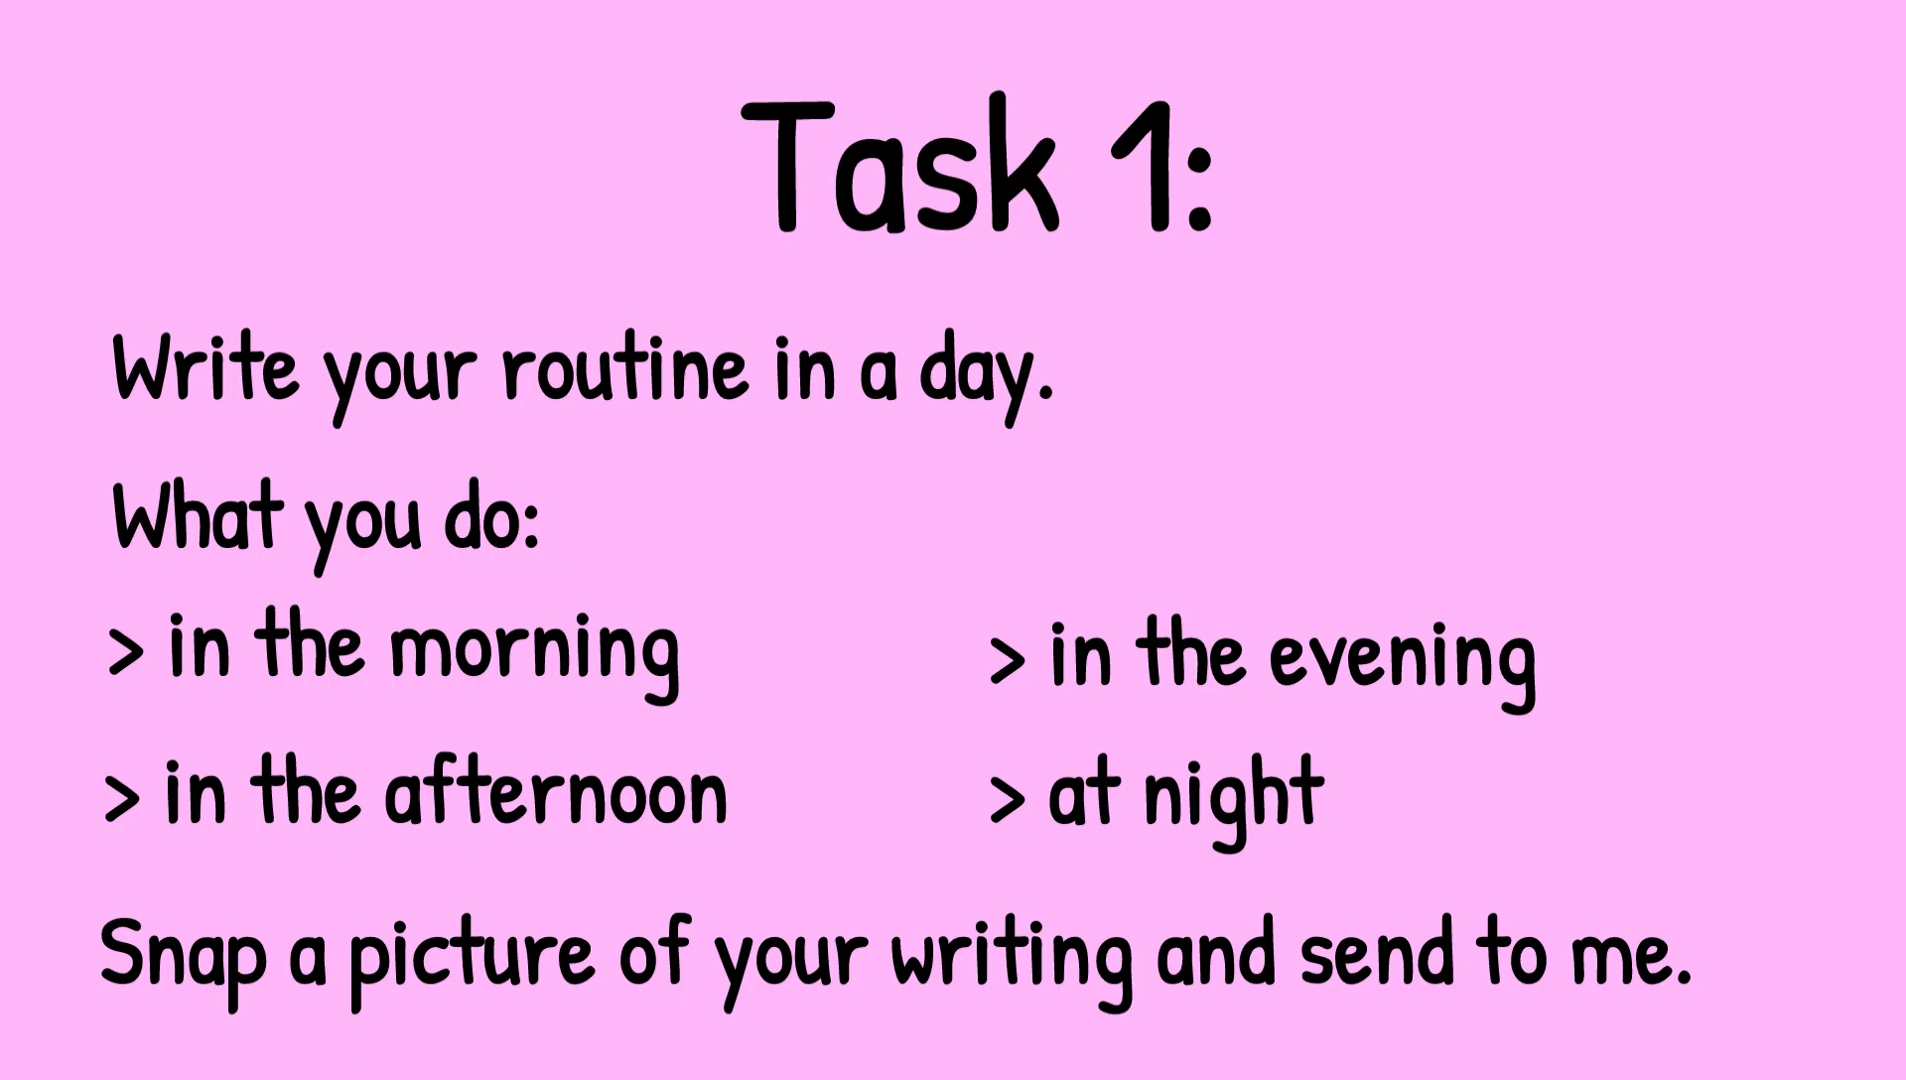 Task 1:
Write your routine in a day.
What you do:
> in the morning
> in the afternoon
> in the evening
> at night
Snap a picture of your writing and send to me.